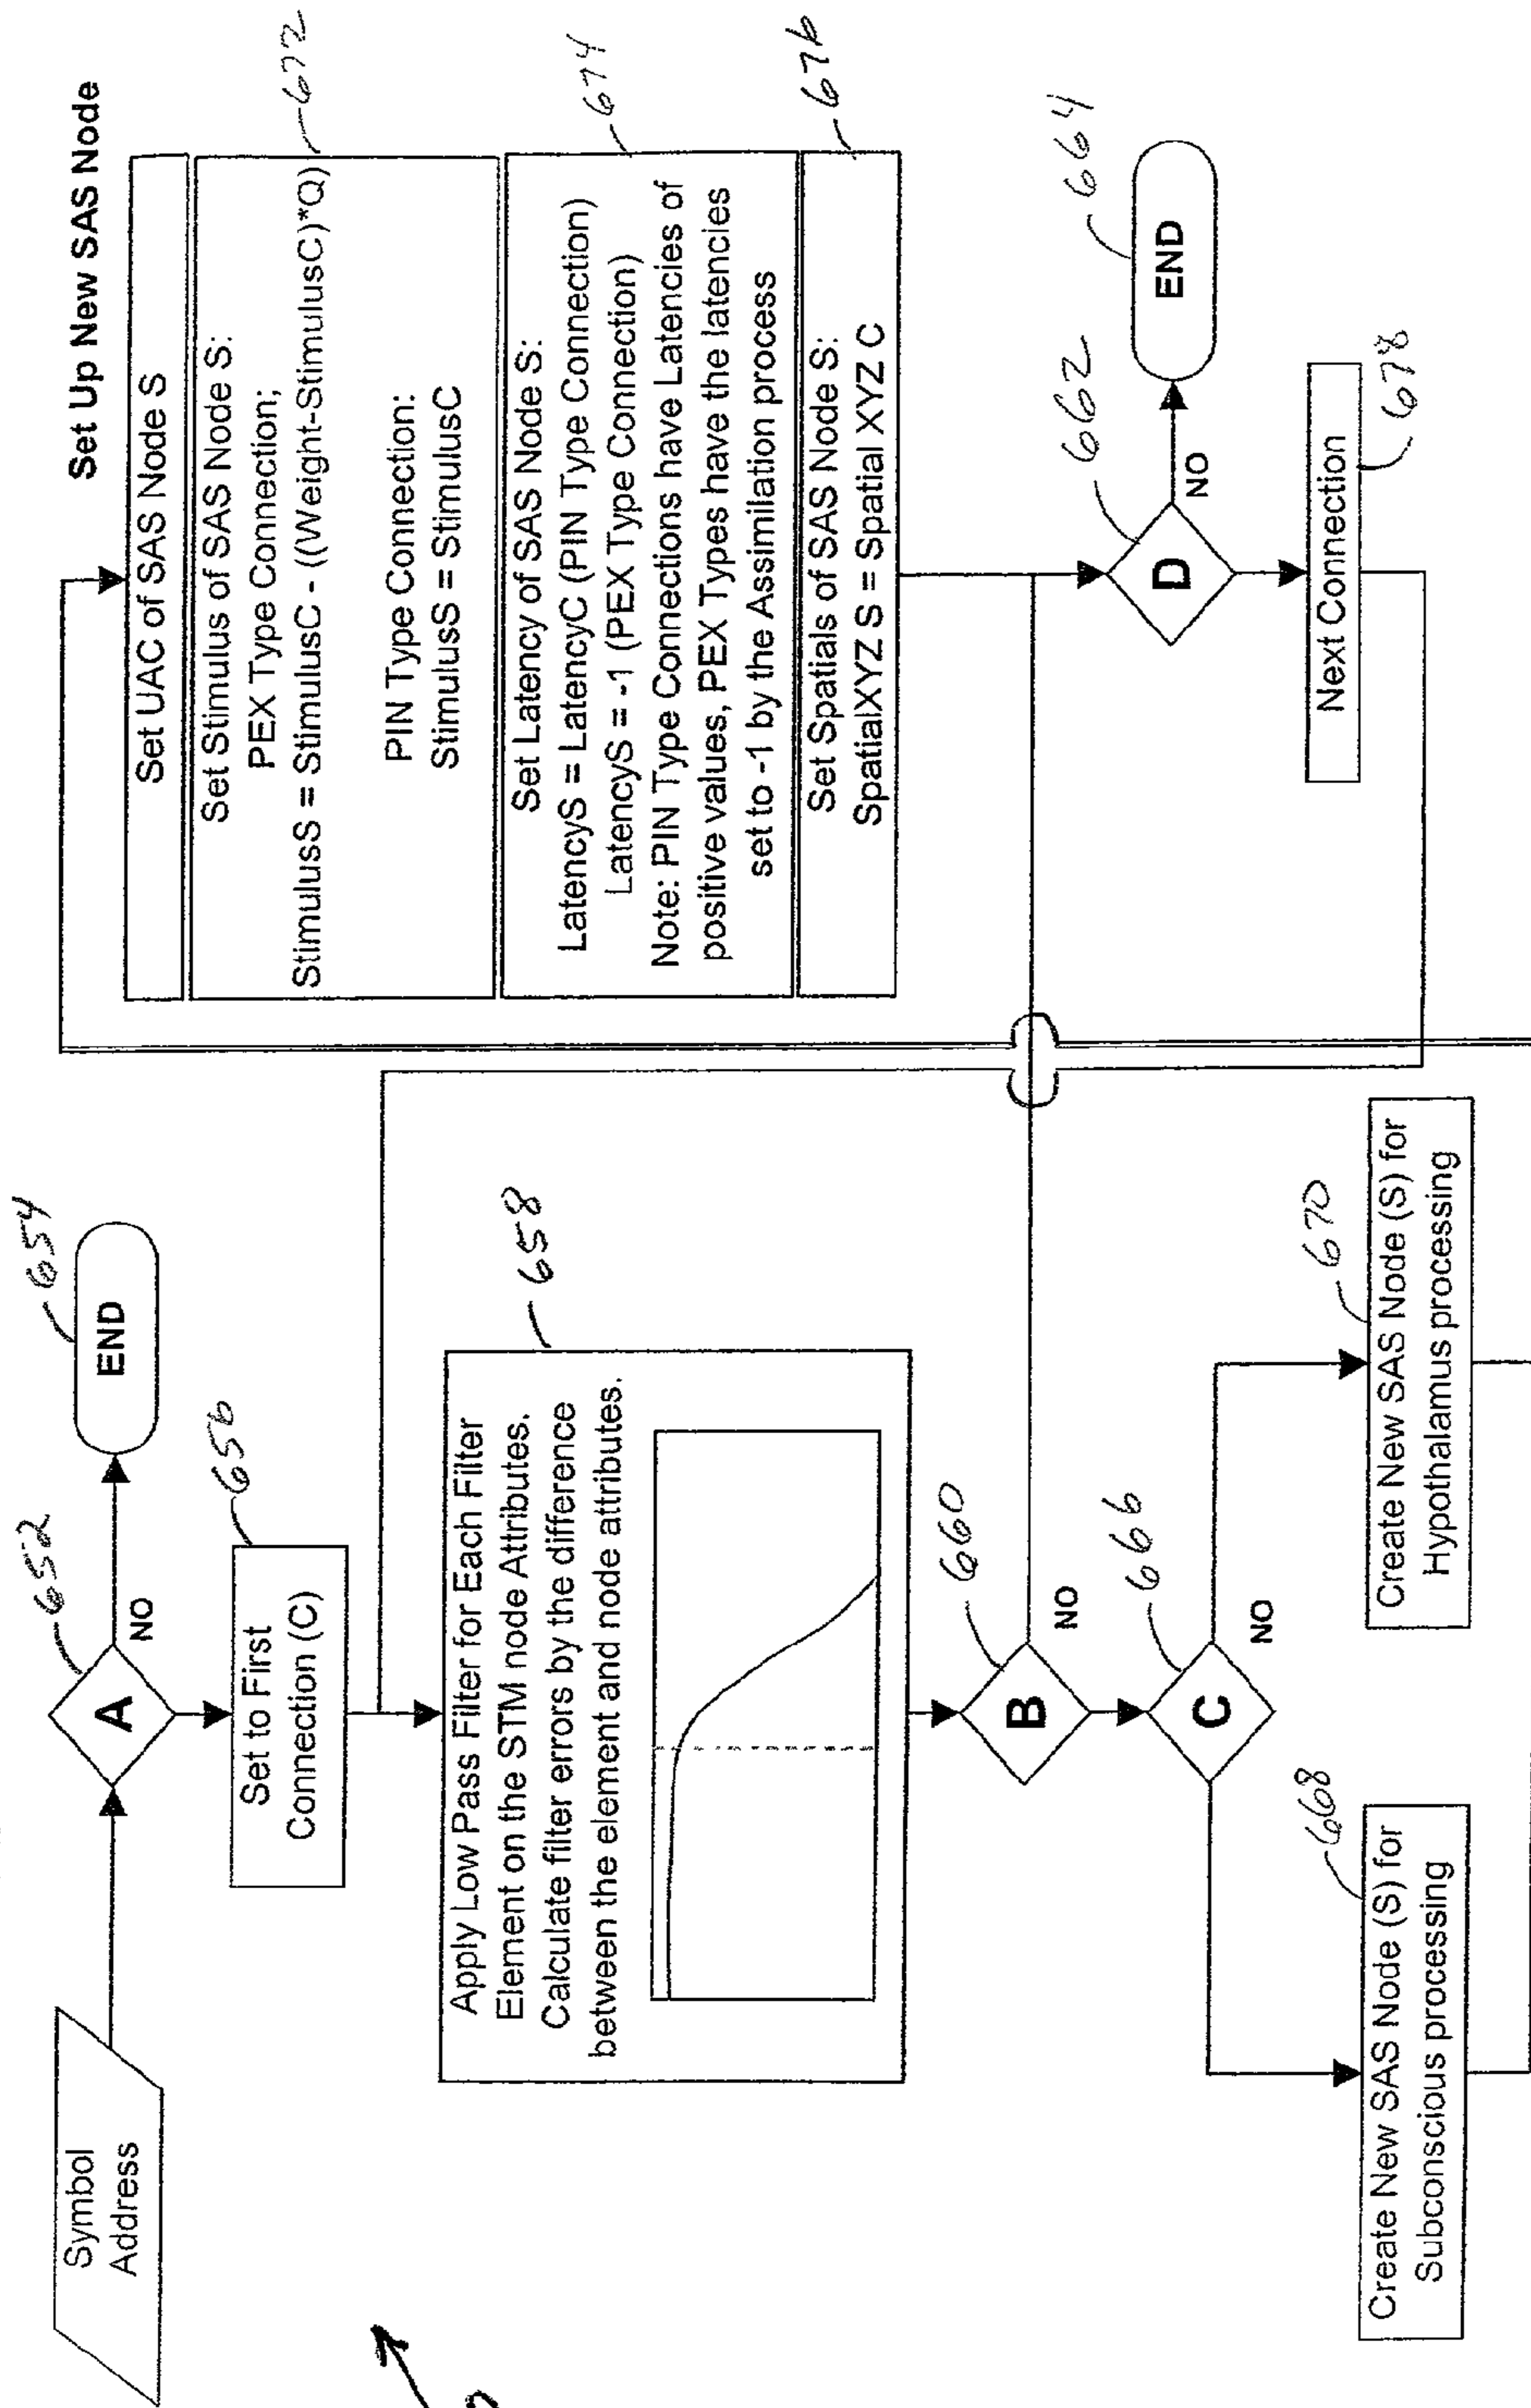 Symbol
Address
A
652
NO
END
654
Set to First
Connection (C)
656
Apply Low Pass Filter for Each Filter
Element on the STM node Attributes.
Calculate filter errors by the difference
between the element and node attributes.
658
B
660
NO
C
666
NO
Create New SAS Node (S) for
Subconscious processing
668
Create New SAS Node (S) for
Hypothalamus processing
670
Set Up New SAS Node
Set UAC of SAS Node S
Set Stimulus of SAS Node S:
PEX Type Connection;
StimulusS = StimulusC - ((Weight-StimulusC)*Q)
PIN Type Connection:
StimulusS = StimulusC
672
Set Latency of SAS Node S:
LatencyS = LatencyC (PIN Type Connection)
LatencyS = -1 (PEX Type Connection)
Note: PIN Type Connections have Latencies of
positive values, PEX Types have the latencies
set to -1 by the Assimilation process
674
Set Spatials of SAS Node S:
SpatialXYZ S = Spatial XYZ C
676
D
662
NO
END
664
Next Connection
678